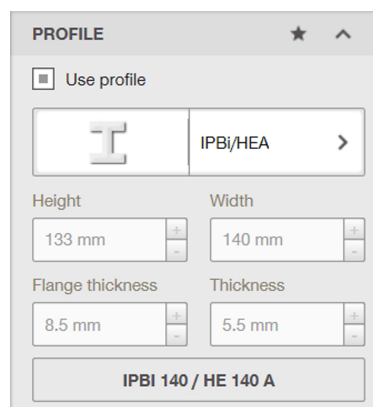 PROFILE
Use profile
IPBi/HEA
Height Width
133 mm + - 140 mm + -
Flange thickness Thickness
8.5 mm + - 5.5 mm + -
IPBI 140 / HE 140 A